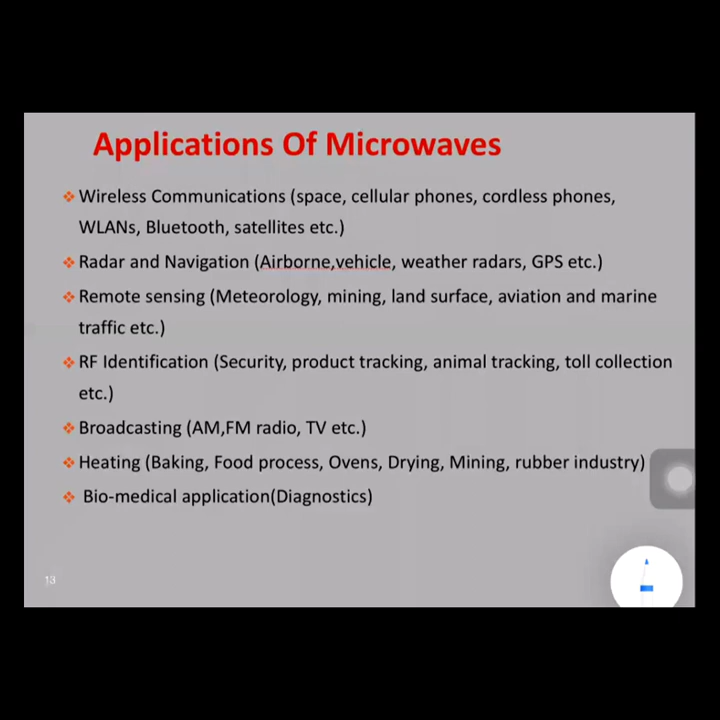 Applications Of Microwaves
❖ Wireless Communications (space, cellular phones, cordless phones,
WLANs, Bluetooth, satellites etc.)
❖ Radar and Navigation (Airborne,vehicle, weather radars, GPS etc.)
❖ Remote sensing (Meteorology, mining, land surface, aviation and marine
traffic etc.)
❖ RF Identification (Security, product tracking, animal tracking, toll collection
etc.)
❖ Broadcasting (AM,FM radio, TV etc.)
❖ Heating (Baking, Food process, Ovens, Drying, Mining, rubber industry)
❖ Bio-medical application(Diagnostics)
13